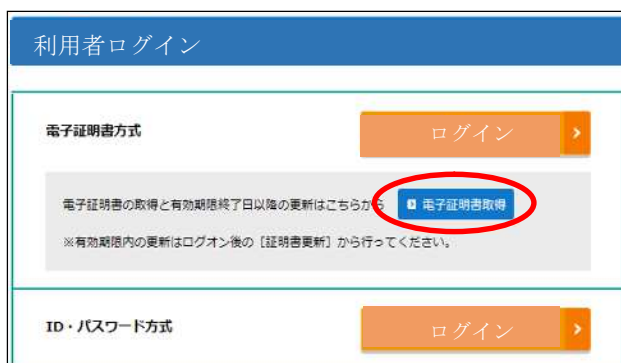 利用者ログイン
電子証明書方式
ログイン
電子証明書の取得と有効期限終了日以降の更新はこちらから
電子証明書取得
※有効期限内の更新はログオン後の［証明書更新］から行ってください。
ID・パスワード方式
ログイン